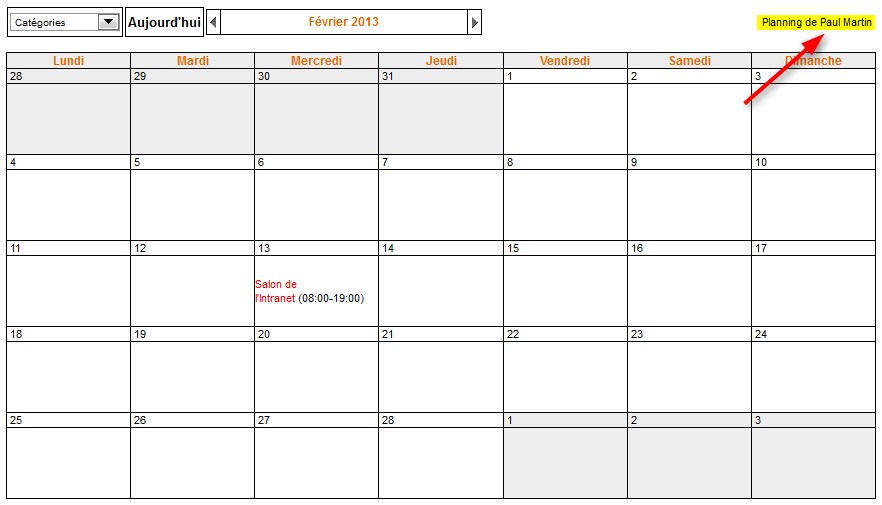 Catégories
Aujourd'hui
Février 2013
Planning de Paul Martin
Lundi Mardi Mercredi Jeudi Vendredi Samedi Dimanche
28 29 30 31 1 2 3
4 5 6 7 8 9 10
11 12 13 14 15 16 17
Salon de
l'Intranet (08:00-19:00)
18 19 20 21 22 23 24
25 26 27 28 1 2 3